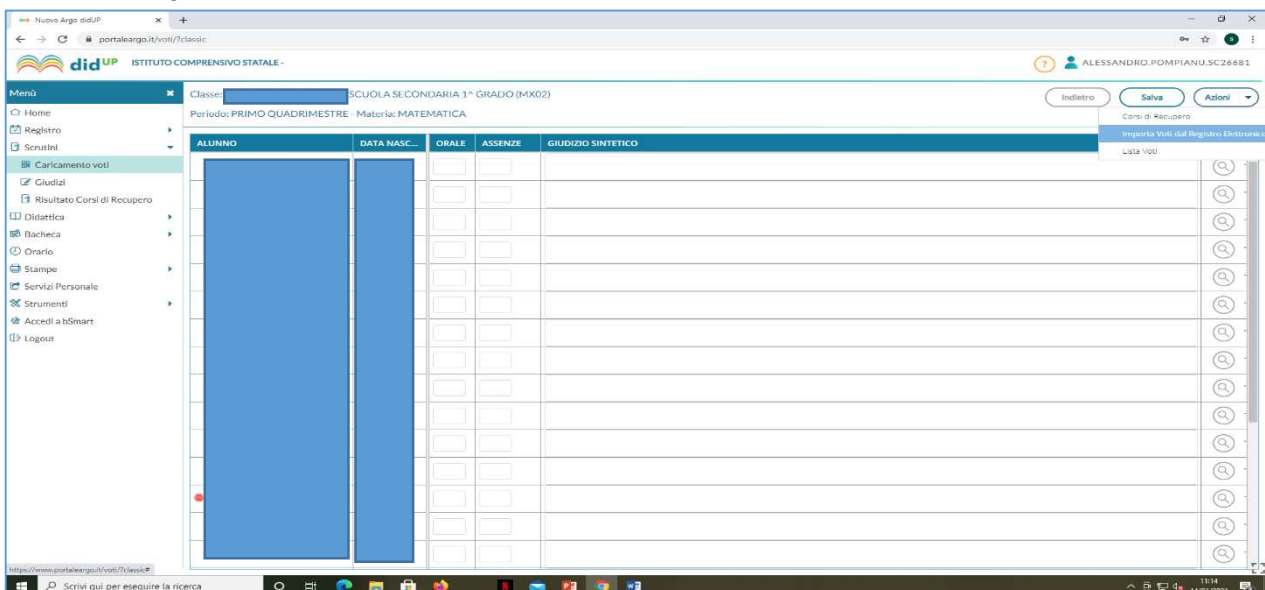 Nuovo Argo didUP
portaleargo.it/voti/?classic
didUP ISTITUTO COMPRENSIVO STATALE -
? ALESSANDRO.POMPIANU.SC26681
Menù
Home
Registro
Scrutini
Caricamento voti
Giudizi
Risultato Corsi di Recupero
Didattica
Bacheca
Orario
Stampe
Servizi Personale
Strumenti
Accedi a bSmart
Logout
Classe: SCUOLA SECONDARIA 1^ GRADO (MX02)
Periodo: PRIMO QUADRIMESTRE - Materia: MATEMATICA
Indietro Salva Azioni
Corsi di Recupero
Importa Voti dal Registro Elettronico
Lista Voti
ALUNNO DATA NASC... ORALE ASSENZE GIUDIZIO SINTETICO
https://www.portaleargo.it/voti/?classic#
Scrivi qui per eseguire la ricerca
11:14